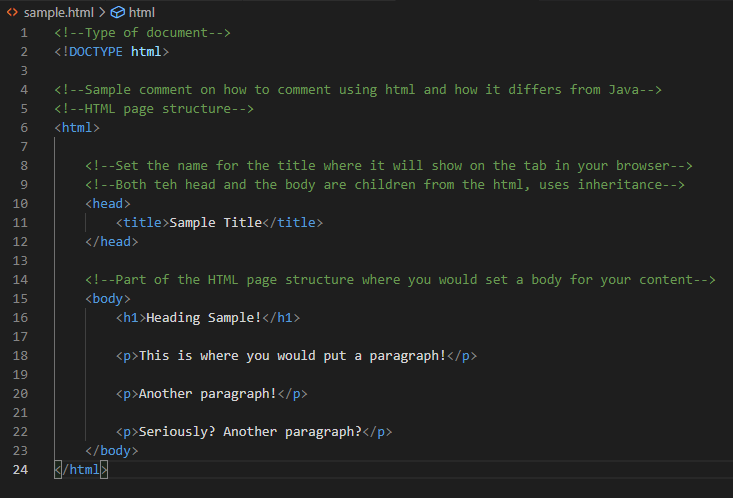 <> sample.html > html
1 <!--Type of document-->
2 <!DOCTYPE html>
3
4 <!--Sample comment on how to comment using html and how it differs from Java-->
5 <!--HTML page structure-->
6 <html>
7
8 <!--Set the name for the title where it will show on the tab in your browser-->
9 <!--Both teh head and the body are children from the html, uses inheritance-->
10 <head>
11 <title>Sample Title</title>
12 </head>
13
14 <!--Part of the HTML page structure where you would set a body for your content-->
15 <body>
16 <h1>Heading Sample!</h1>
17
18 <p>This is where you would put a paragraph!</p>
19
20 <p>Another paragraph!</p>
21
22 <p>Seriously? Another paragraph?</p>
23 </body>
24 </html>